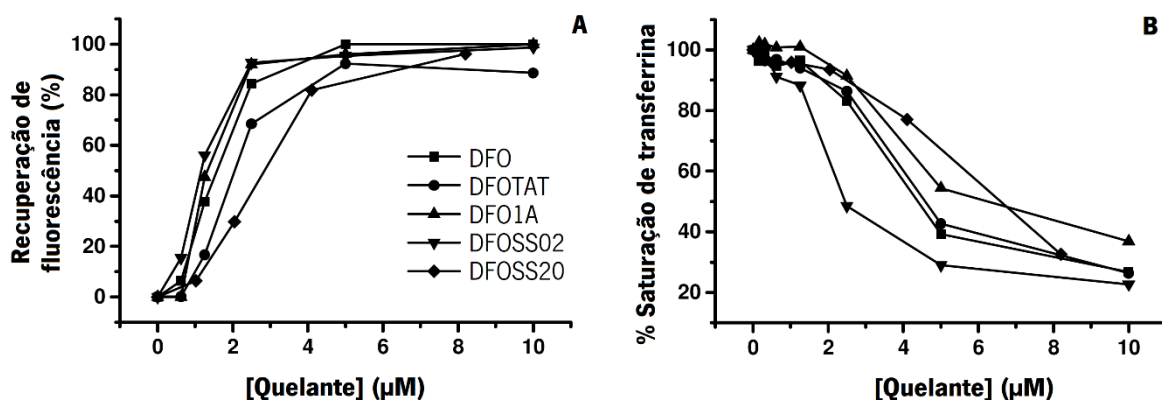 A
Recuperação de
fluorescência (%)
100
80
60
40
20
0
DFO
DFOTAT
DFO1A
DFOSS02
DFOSS20
0 2 4 6 8 10
[Quelante] (µM)
B
% Saturação de transferrina
100
80
60
40
20
0 2 4 6 8 10
[Quelante] (µM)